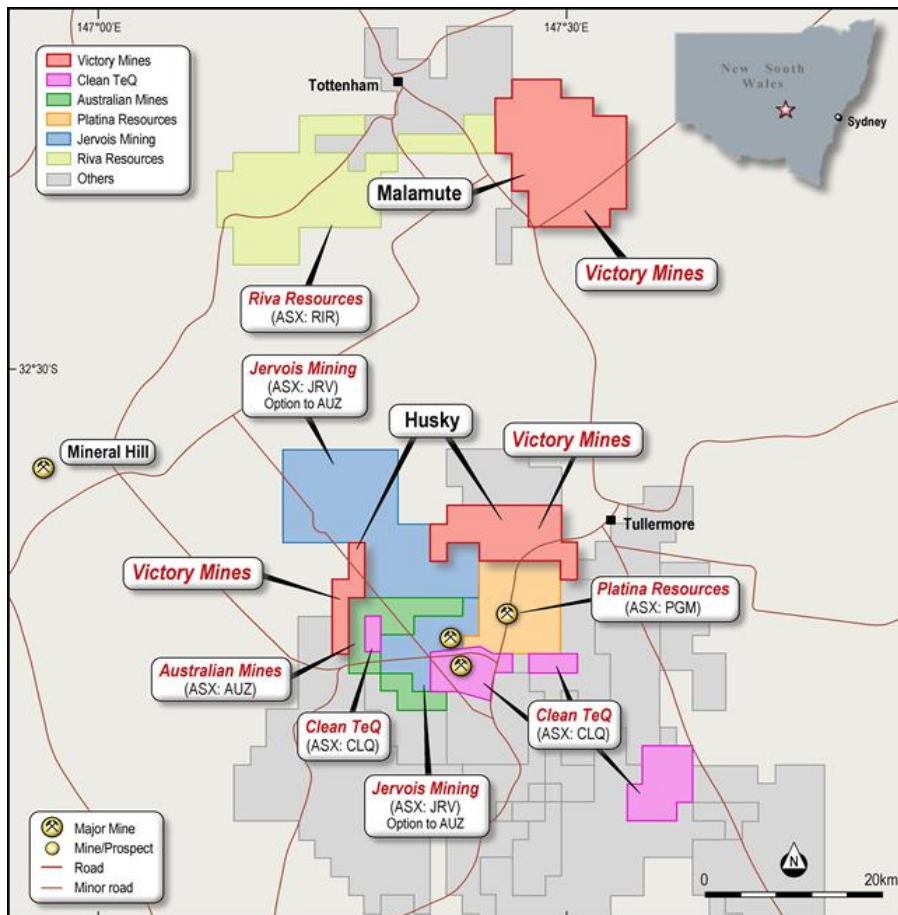 147°00'E
147°30'E
Victory Mines
Clean TeQ
Australian Mines
Platina Resources
Jervois Mining
Riva Resources
Others
Tottenham
New South
Wales
Sydney
Malamute
Victory Mines
Riva Resources
(ASX: RIR)
32°30'S
Jervois Mining
(ASX: JRV)
Option to AUZ
Husky
Victory Mines
Mineral Hill
Tullermore
Victory Mines
Platina Resources
(ASX: PGM)
Australian Mines
(ASX: AUZ)
Clean TeQ
(ASX: CLQ)
Clean TeQ
(ASX: CLQ)
Jervois Mining
(ASX: JRV)
Option to AUZ
Major Mine
Mine/Prospect
Road
Minor road
N
0
20km